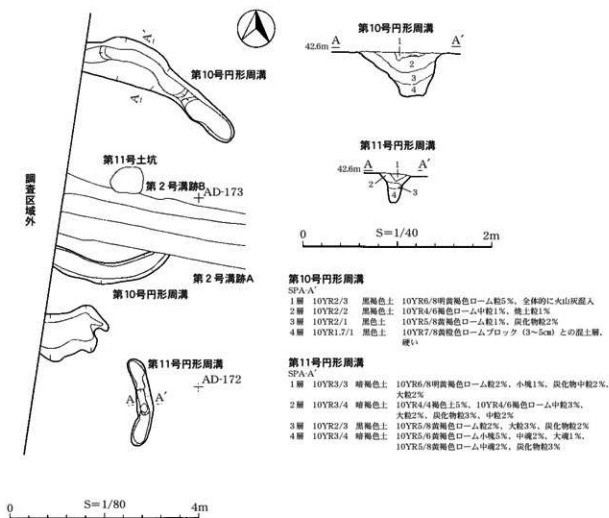 第10号円形周溝
A'
A
第11号土坑
第2号溝跡B
AD-173
調査区域外
第2号溝跡A
第10号円形周溝
第11号円形周溝
AD-172
A A'
0 S=1/80 4m
第10号円形周溝
42.6m A 1 A'
2
3
4
第11号円形周溝
42.6m A 1 A'
2 3
4
0 S=1/40 2m
第10号円形周溝
SPA-A'
1層 10YR2/3 黒褐色土 10YR6/8明黄褐色ローム粒5%、全体的に火山灰混入
2層 10YR2/2 黒褐色土 10YR4/6褐色ローム中粒1%、焼土粒1%
3層 10YR2/1 黒色土 10YR5/8黄褐色ローム粒1%、炭化物粒2%
4層 10YR1.7/1 黒色土 10YR7/8黄橙色ロームブロック(3~5cm)との混土層、
硬い
第11号円形周溝
SPA-A'
1層 10YR3/3 暗褐色土 10YR6/8明黄褐色ローム粒2%、小塊1%、炭化物中粒2%、
大粒2%
2層 10YR3/4 暗褐色土 10YR4/4褐色土5%、10YR4/6褐色ローム中粒3%、
大粒2%、炭化物粒3%、中粒2%
3層 10YR2/3 黒褐色土 10YR5/8黄褐色ローム粒2%、大粒3%、炭化物粒2%
4層 10YR3/4 暗褐色土 10YR5/6黄褐色ローム小塊5%、中塊2%、大塊1%、
10YR5/8黄褐色ローム中塊2%、炭化物粒3%